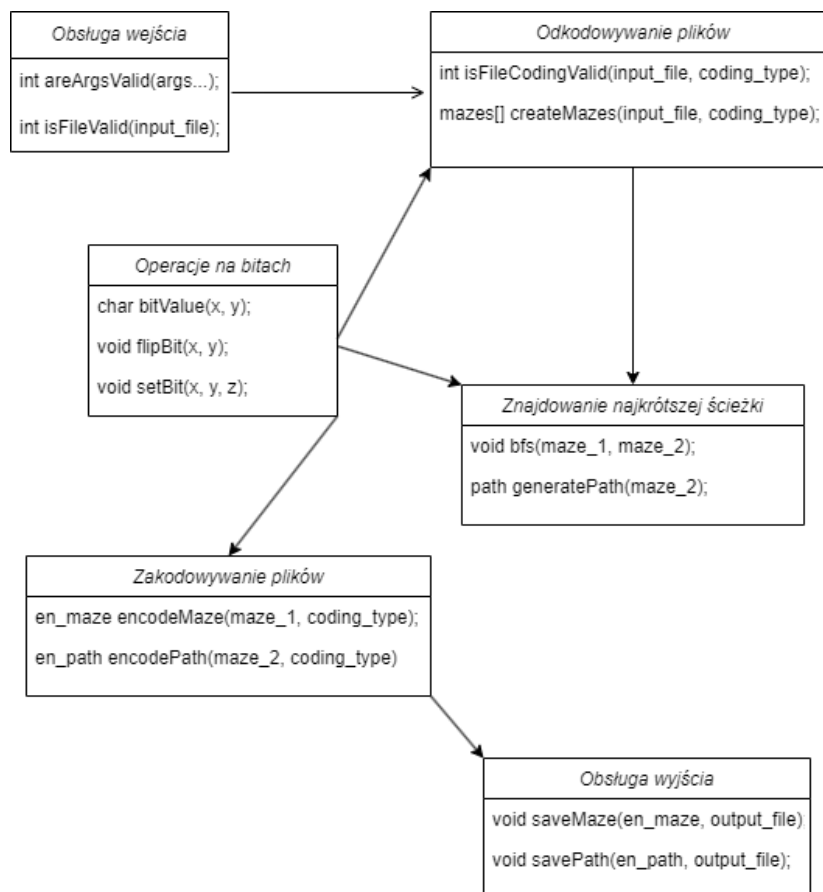 Obsługa wejścia
int areArgsValid(args...);
int isFileValid(input_file);
Odkodowywanie plików
int isFileCodingValid(input_file, coding_type);
mazes[] createMazes(input_file, coding_type);
Operacje na bitach
char bitValue(x, y);
void flipBit(x, y);
void setBit(x, y, z);
Znajdowanie najkrótszej ścieżki
void bfs(maze_1, maze_2);
path generatePath(maze_2);
Zakodowywanie plików
en_maze encodeMaze(maze_1, coding_type);
en_path encodePath(maze_2, coding_type)
Obsługa wyjścia
void saveMaze(en_maze, output_file)
void savePath(en_path, output_file);